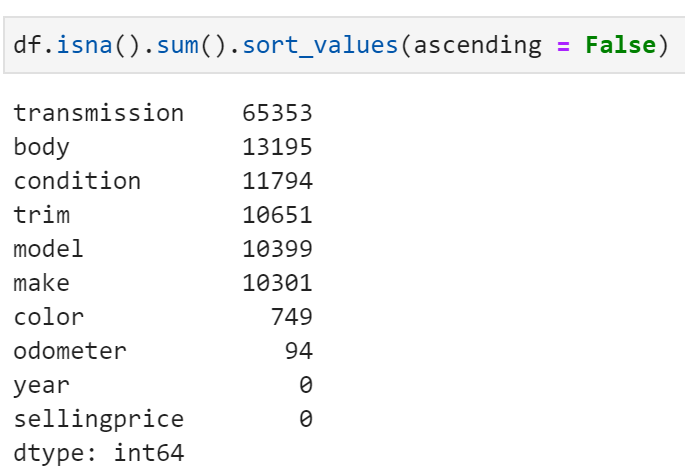 df.isna().sum().sort_values(ascending = False)
transmission    65353
body            13195
condition       11794
trim            10651
model           10399
make            10301
color             749
odometer           94
year                0
sellingprice        0
dtype: int64